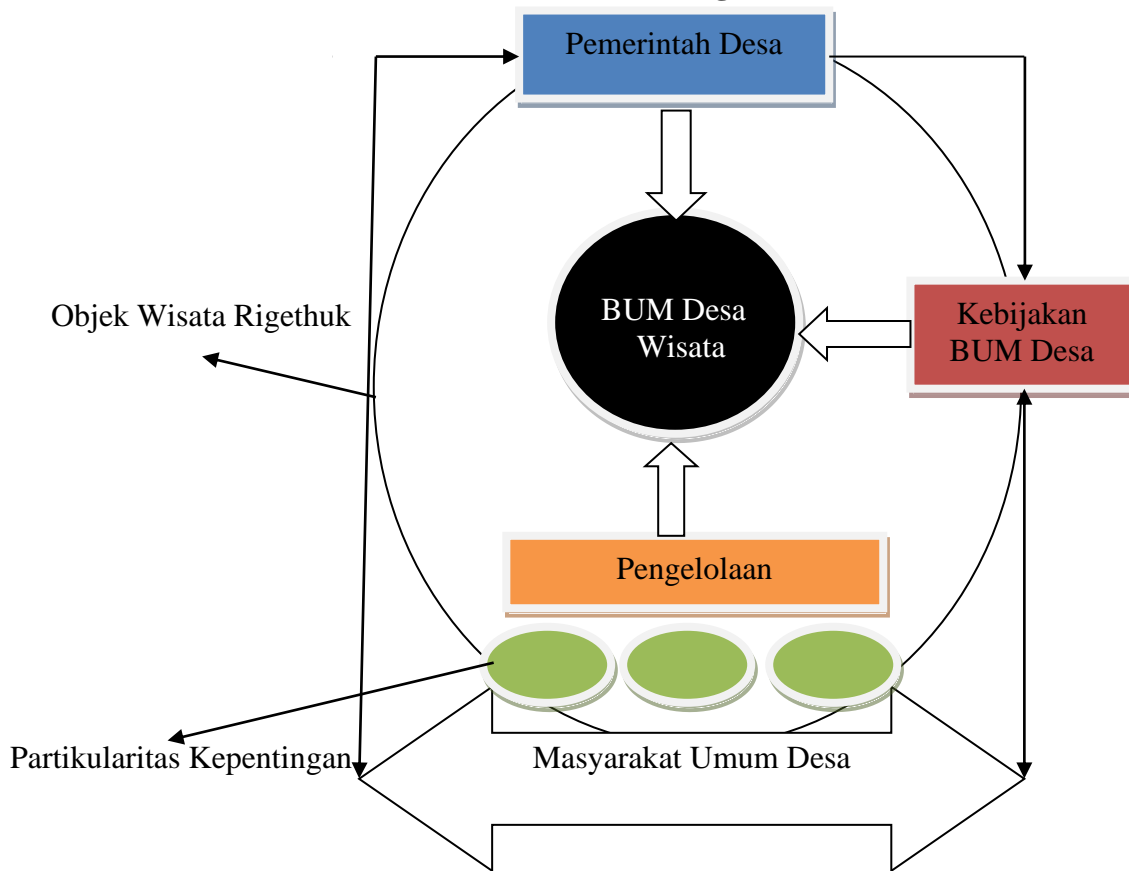 Pemerintah Desa
Objek Wisata Rigethuk
BUM Desa
Wisata
Kebijakan
BUM Desa
Pengelolaan
Partikularitas Kepentingan
Masyarakat Umum Desa